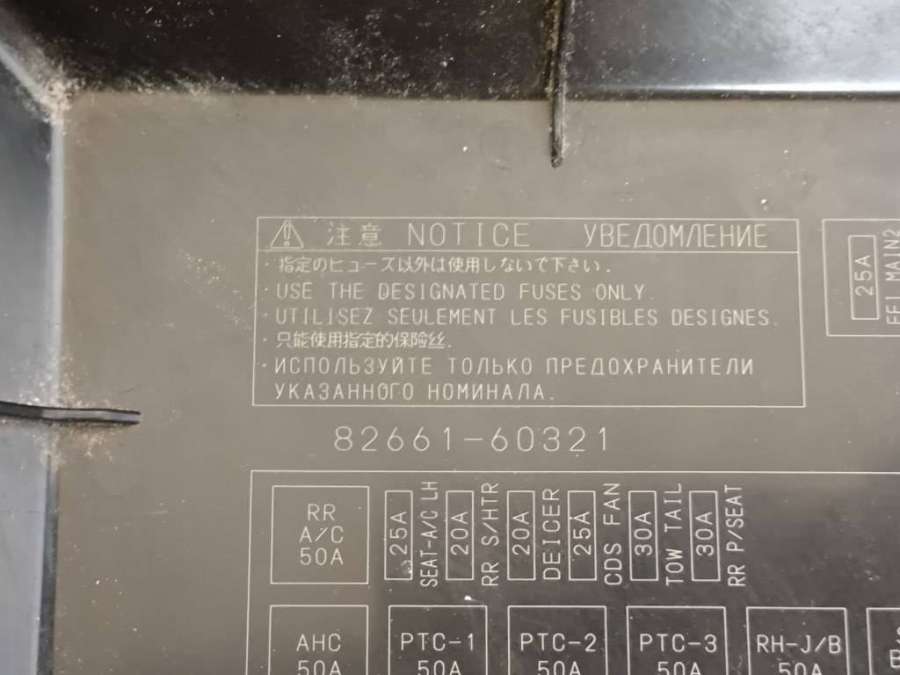 注意 NOTICE УВЕДОМЛЕНИЕ
・指定のヒューズ以外は使用しないで下さい.
・USE THE DESIGNATED FUSES ONLY.
・UTILISEZ SEULEMENT LES FUSIBLES DESIGNES.
・只能使用指定的保险丝.
・ИСПОЛЬЗУЙТЕ ТОЛЬКО ПРЕДОХРАНИТЕЛИ
УКАЗАННОГО НОМИНАЛА.
25A
EFI MAIN2
82661-60321
RR
A/C
50A
25A
SEAT-A/C LH
20A
RR S/HTR
20A
DEICER
25A
CDS FAN
30A
TOW TAIL
30A
RR P/SEAT
AHC
50A
PTC-1
50A
PTC-2
50A
PTC-3
50A
RH-J/B
50A